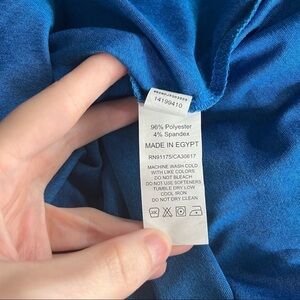 14199410
96% Polyester
4% Spandex
MADE IN EGYPT
RN91175/CA30617
MACHINE WASH COLD
WITH LIKE COLORS
DO NOT BLEACH
DO NOT USE SOFTENERS
TUMBLE DRY LOW
COOL IRON
DO NOT DRY CLEAN